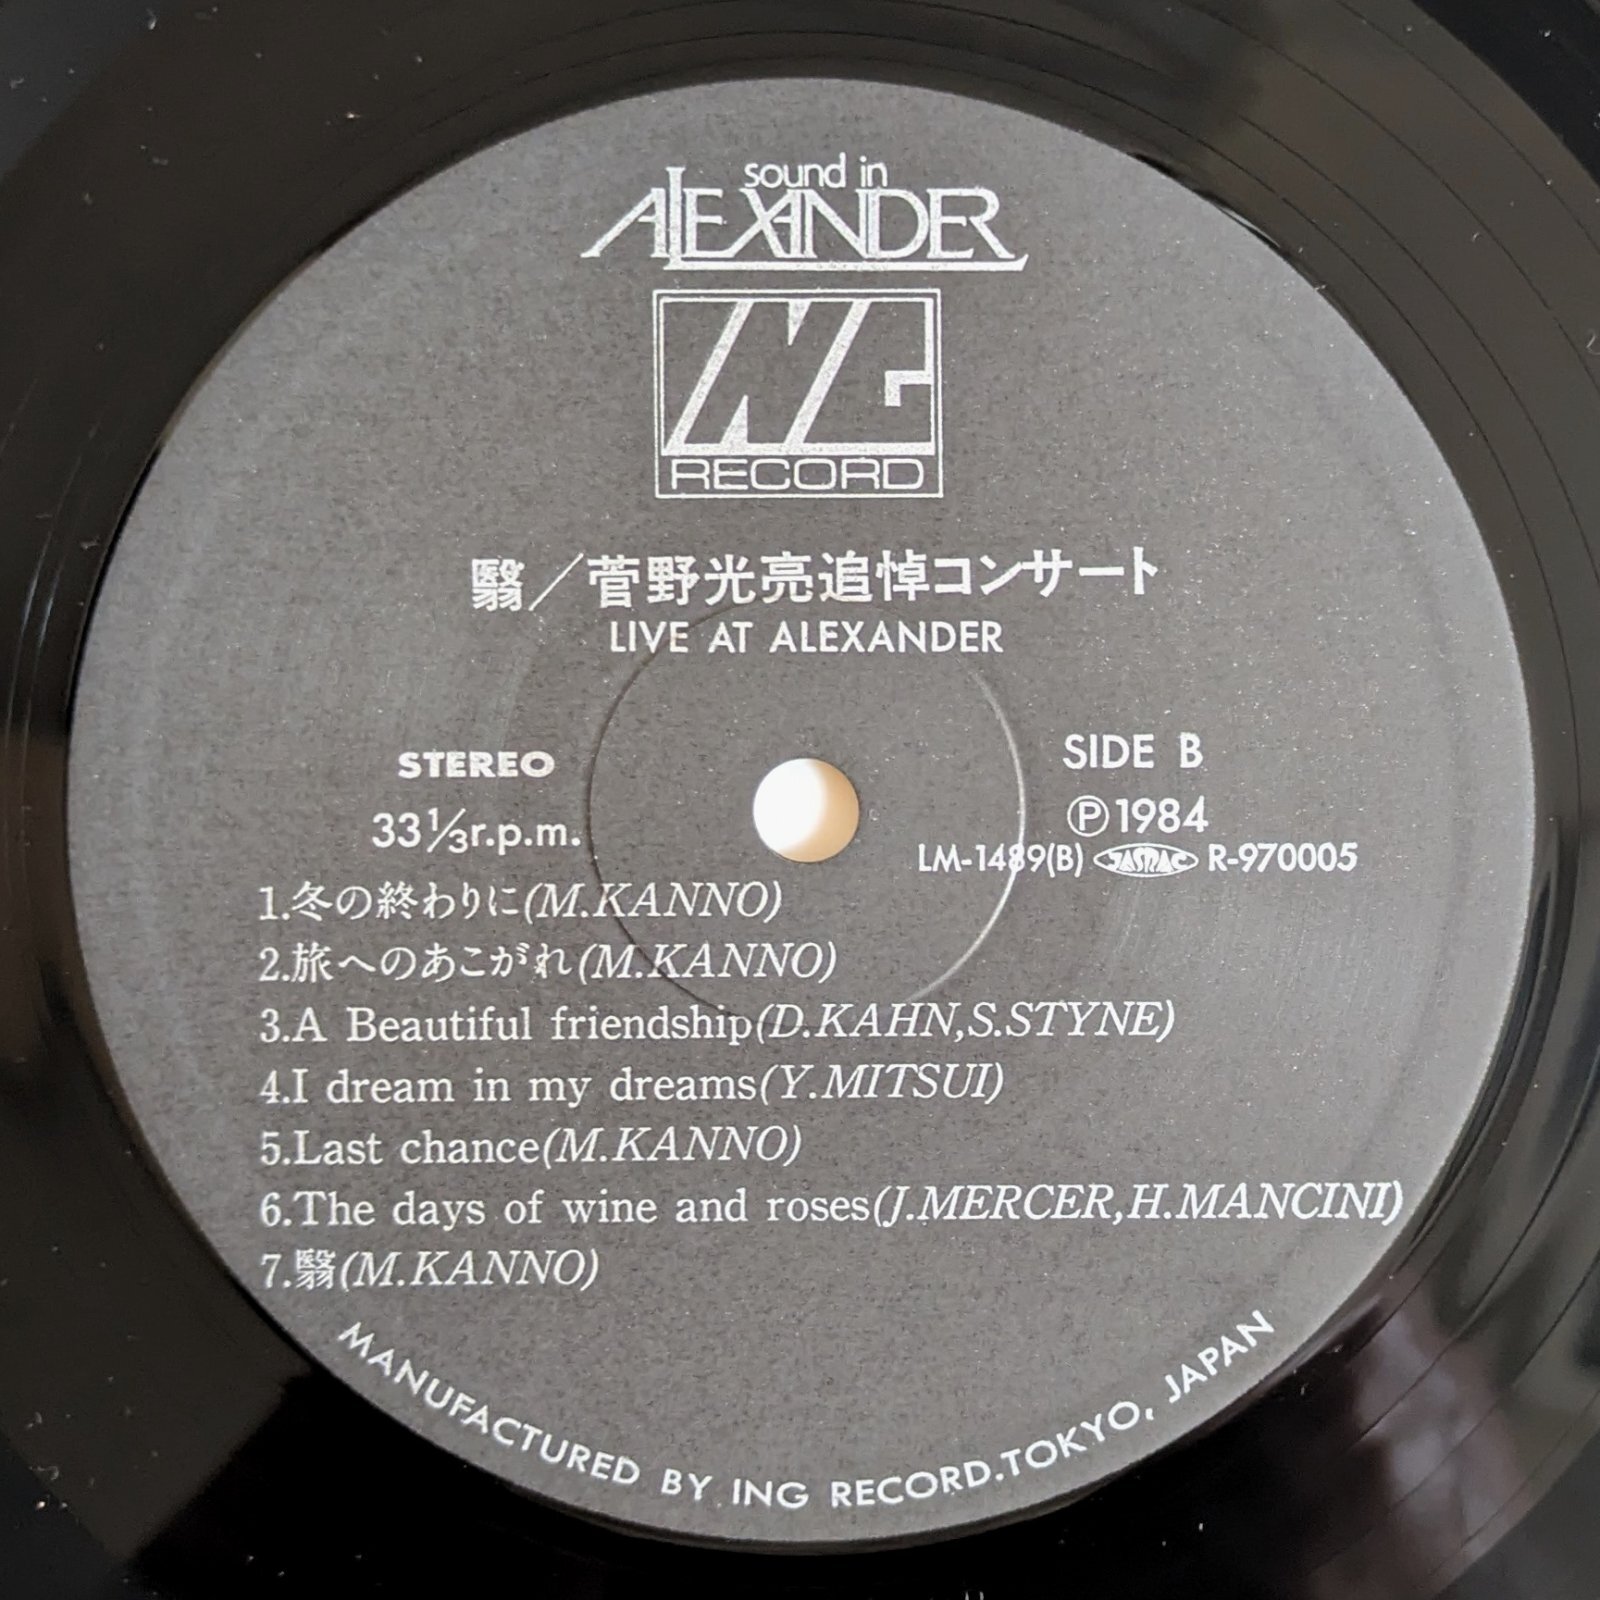 sound in
ALEXANDER
ING
RECORD
翳／菅野光亮追悼コンサート
LIVE AT ALEXANDER
STEREO
33⅓r.p.m.
SIDE B
Ⓟ1984
LM-1489(B) JASRAC R-970005
1.冬の終わりに(M.KANNO)
2.旅へのあこがれ(M.KANNO)
3.A Beautiful friendship(D.KAHN,S.STYNE)
4.I dream in my dreams(Y.MITSUI)
5.Last chance(M.KANNO)
6.The days of wine and roses(J.MERCER,H.MANCINI)
7.翳(M.KANNO)
MANUFACTURED BY ING RECORD.TOKYO, JAPAN